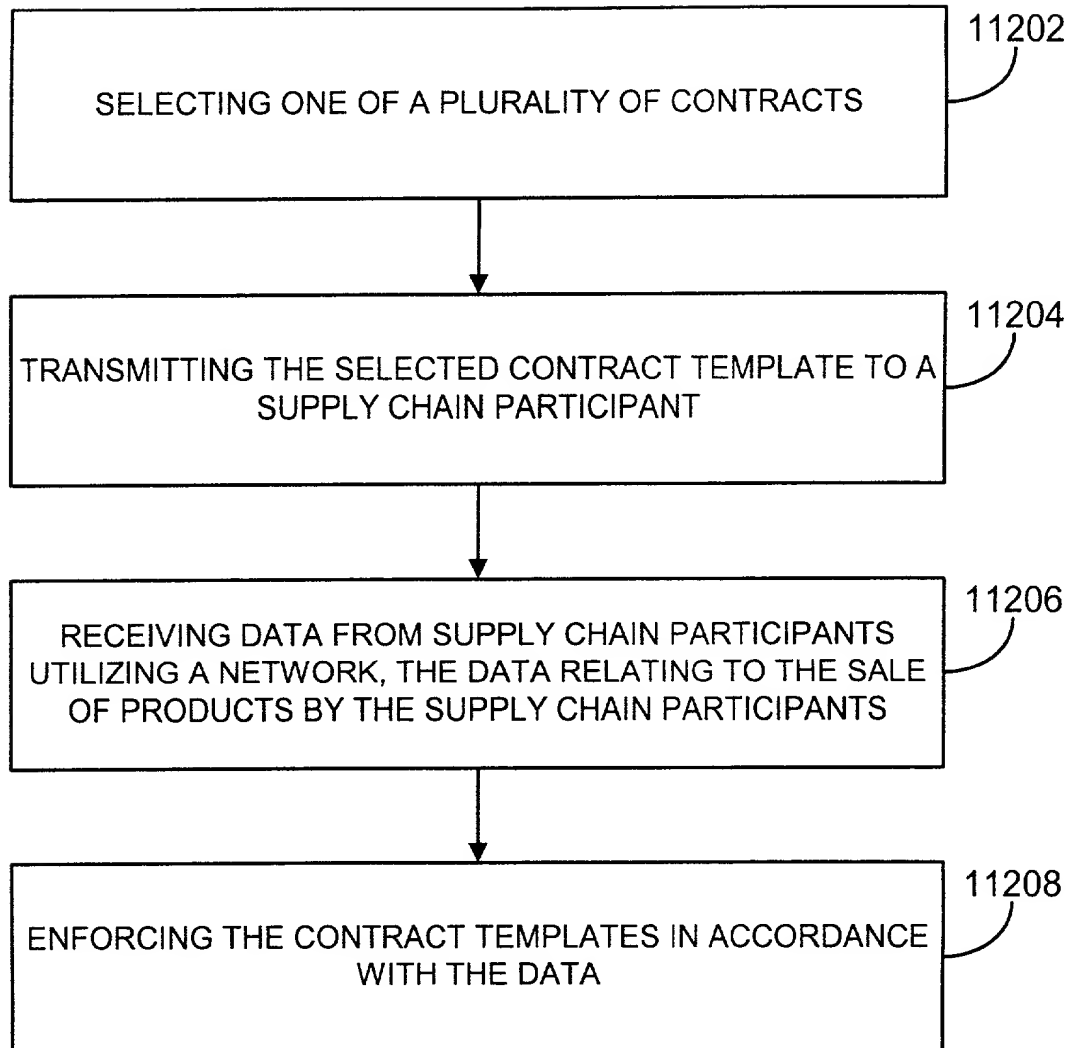 11202
SELECTING ONE OF A PLURALITY OF CONTRACTS
11204
TRANSMITTING THE SELECTED CONTRACT TEMPLATE TO A
SUPPLY CHAIN PARTICIPANT
11206
RECEIVING DATA FROM SUPPLY CHAIN PARTICIPANTS
UTILIZING A NETWORK, THE DATA RELATING TO THE SALE
OF PRODUCTS BY THE SUPPLY CHAIN PARTICIPANTS
11208
ENFORCING THE CONTRACT TEMPLATES IN ACCORDANCE
WITH THE DATA